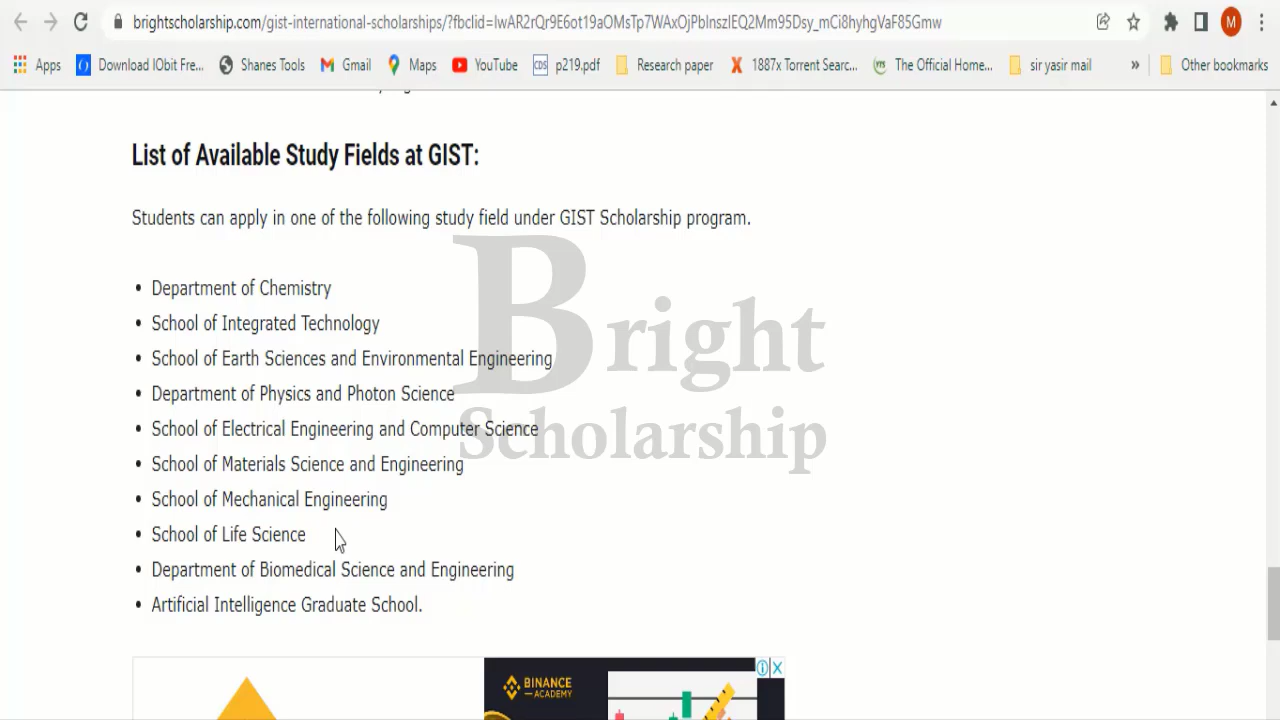 brightscholarship.com/gist-international-scholarships/?fbclid=IwAR2rQr9E6ot19aOMsTp7WAxOjPbInszIEQ2Mm95Dsy_mCi8hyhgVaF85Gmw
M
Apps Download IObit Fre... Shanes Tools Gmail Maps YouTube CDS p219.pdf Research paper 1887x Torrent Searc... The Official Home... sir yasir mail » Other bookmarks
List of Available Study Fields at GIST:
Students can apply in one of the following study field under GIST Scholarship program.
Bright
Scholarship
• Department of Chemistry
• School of Integrated Technology
• School of Earth Sciences and Environmental Engineering
• Department of Physics and Photon Science
• School of Electrical Engineering and Computer Science
• School of Materials Science and Engineering
• School of Mechanical Engineering
• School of Life Science
• Department of Biomedical Science and Engineering
• Artificial Intelligence Graduate School.
BINANCE
ACADEMY